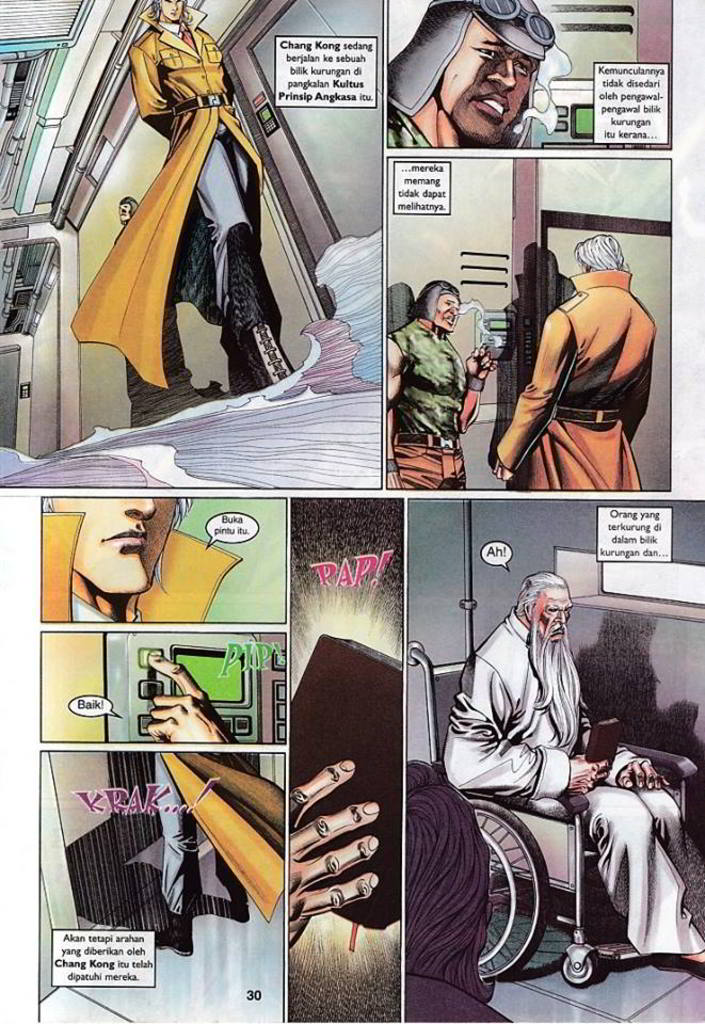 Chang Kong sedang
berjalan ke sebuah
bilik kurungan di
pangkalan Kultus
Prinsip Angkasa itu.
Kemunculannya
tidak disedari
oleh pengawal-
pengawal bilik
kurungan
itu kerana...
...mereka
memang
tidak dapat
melihatnya.
Buka
pintu itu.
PIP!
Baik!
KRAK...!
Akan tetapi arahan
yang diberikan oleh
Chang Kong itu telah
dipatuhi mereka.
PAP!
Orang yang
terkurung di
dalam bilik
kurungan dan...
Ah!
30